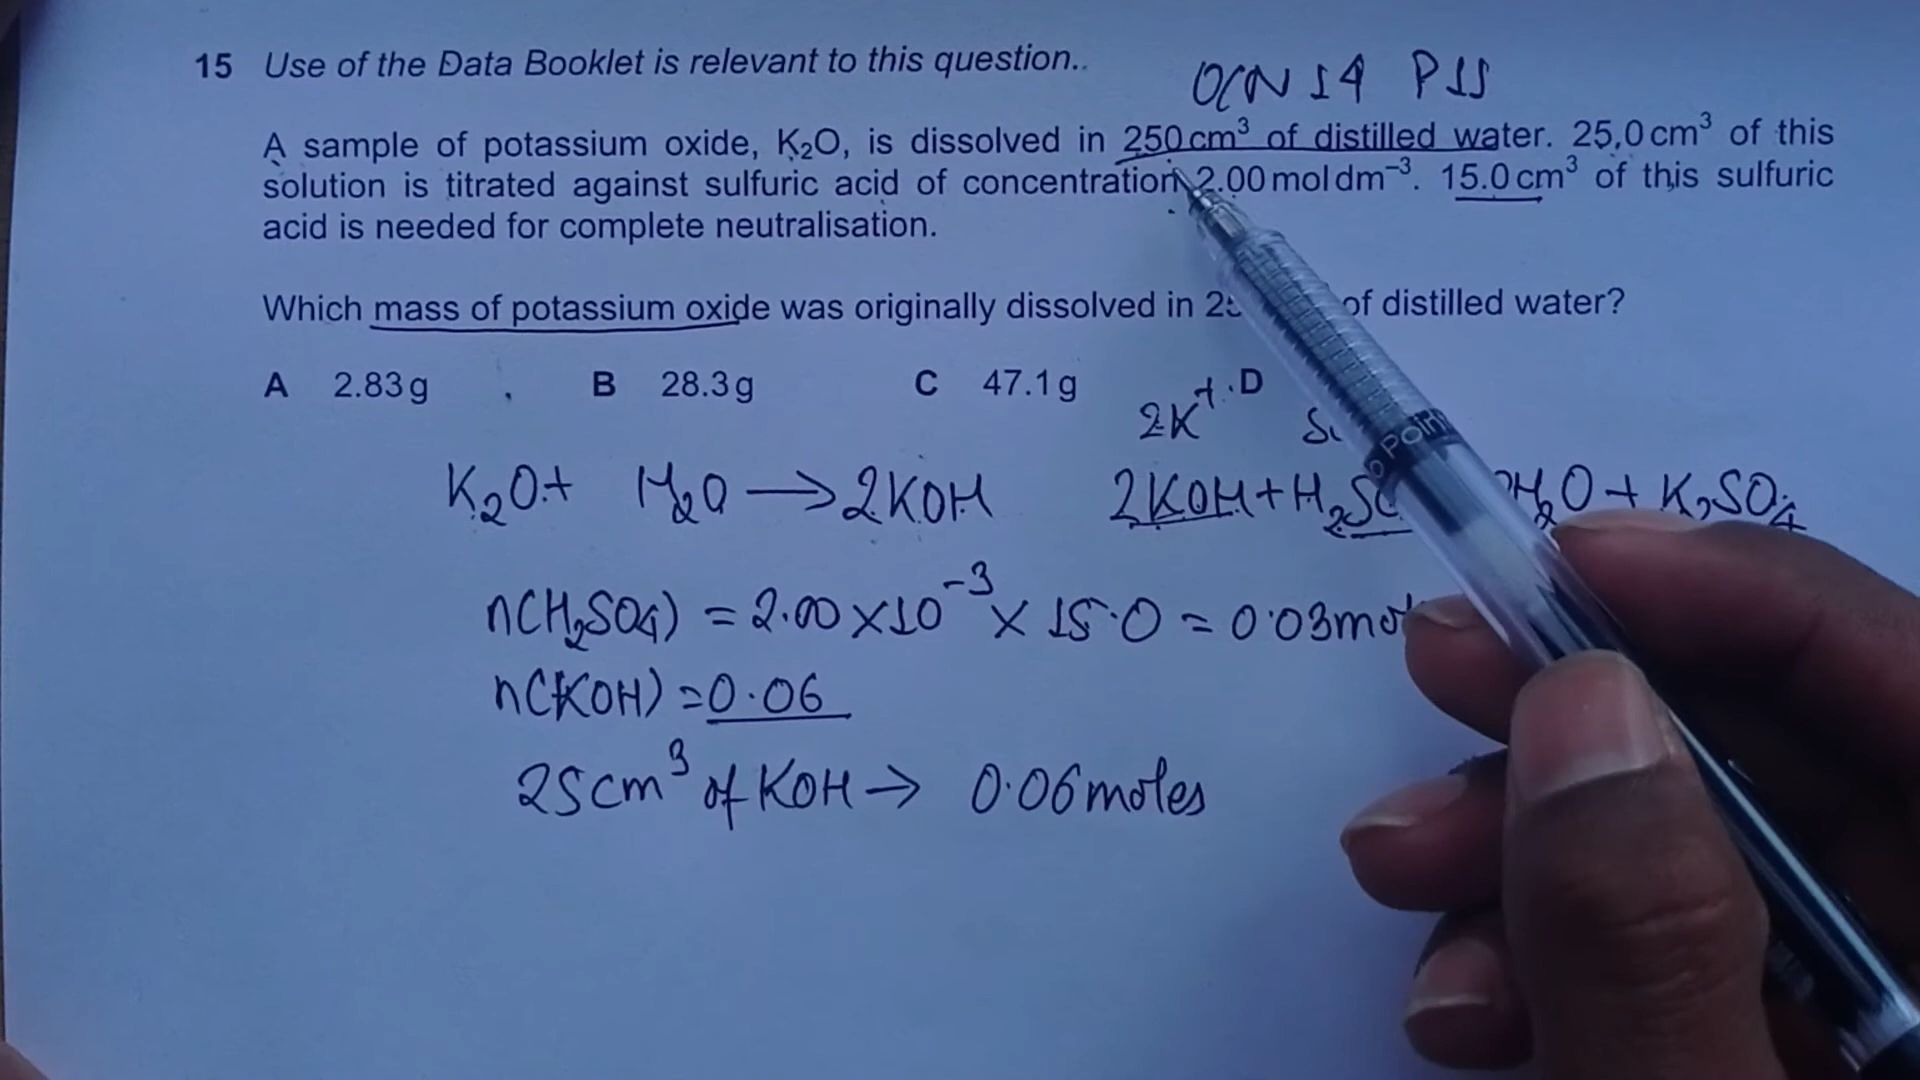 15 Use of the Data Booklet is relevant to this question..
O/N 14 P11
A sample of potassium oxide, K₂O, is dissolved in 250 cm³ of distilled water. 25.0 cm³ of this
solution is titrated against sulfuric acid of concentration 2.00 mol dm⁻³. 15.0 cm³ of this sulfuric
acid is needed for complete neutralisation.
Which mass of potassium oxide was originally dissolved in of distilled water?
A 2.83 g B 28.3 g C 47.1 g D
2K⁺
K₂O + H₂O → 2KOH 2KOH + H₂O + K₂SO₄
n(H₂SO₄) = 2.00 × 10⁻³ × 15.0 = 0.03 mol
n(KOH) = 0.06
25 cm³ of KOH → 0.06 moles